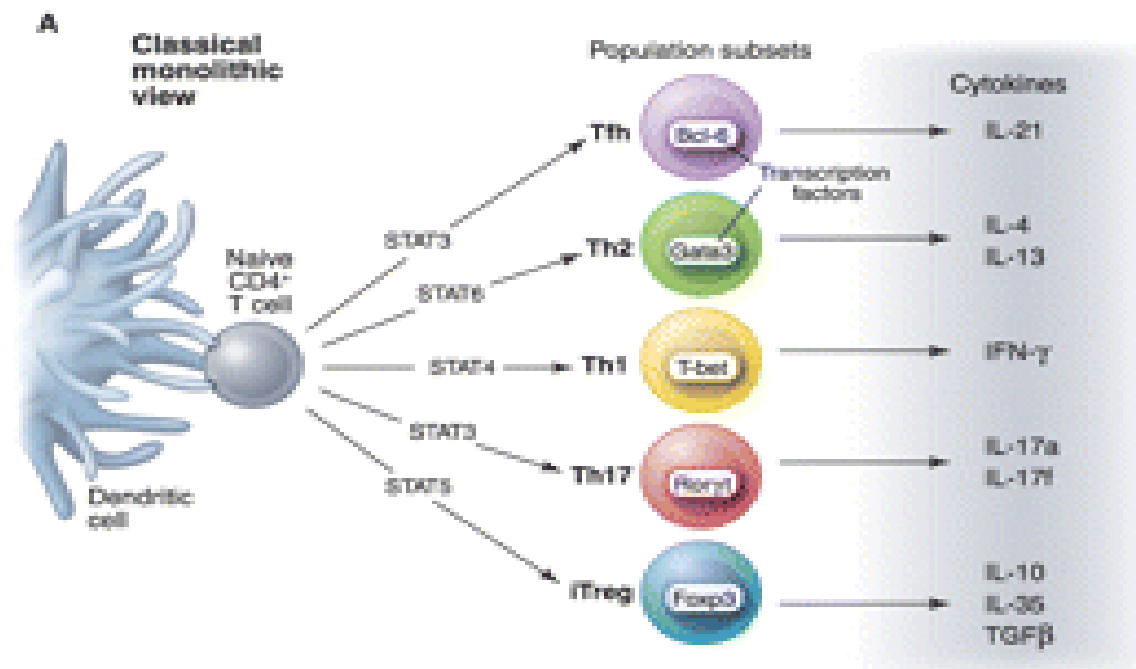 A
Classical
monolithic
view
Population subsets
Cytokines
Tfh
Bcl-6
IL-21
Transcription
factors
STAT3
Th2
Gata3
IL-4
IL-13
Naive
CD4+
T cell
STAT6
STAT4
Th1
T-bet
IFN-γ
STAT3
Th17
Rorγt
IL-17a
IL-17f
STAT5
Dendritic
cell
iTreg
Foxp3
IL-10
IL-35
TGFβ